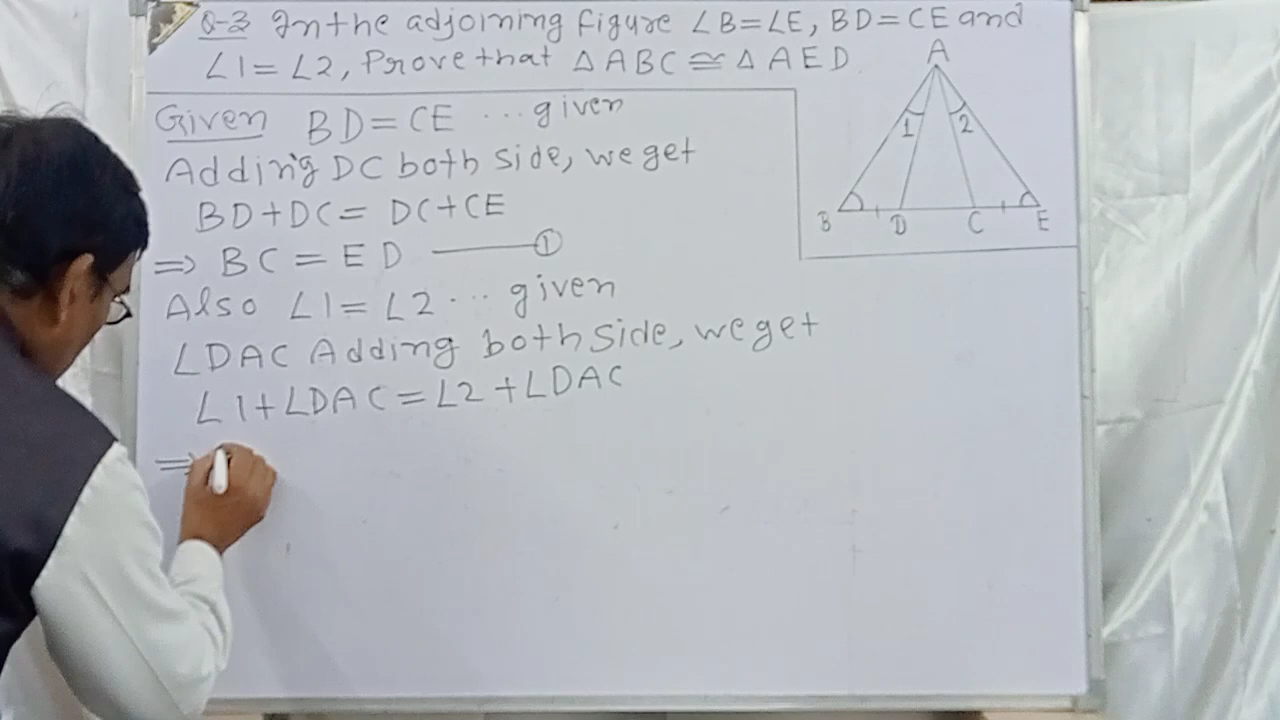 Q-3 In the adjoining figure ∠B=∠E, BD=CE and
∠1=∠2, Prove that △ABC≅△AED
Given BD=CE ... given
Adding DC both side, we get
BD+DC= DC+CE
⇒ BC=ED ——— ①
Also ∠1=∠2 ... given
∠DAC Adding both side, we get
∠1+∠DAC=∠2+∠DAC
⇒
A
1 2
B D C E